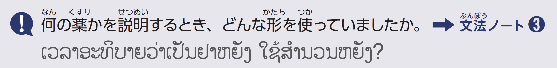 何の薬かを説明するとき、どんな形を使っていましたか。 ➡ 文法ノート❸
ເວລາອະທິບາຍວ່າເປັນຢາຫຍັງ ໃຊ້ສຳນວນຫຍັງ?